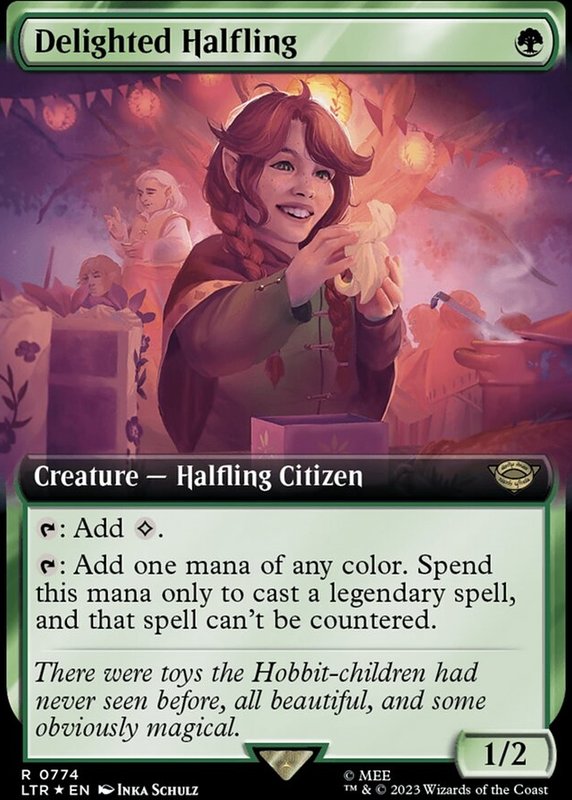 Delighted Halfling
Creature — Halfling Citizen
: Add .
: Add one mana of any color. Spend
this mana only to cast a legendary spell,
and that spell can't be countered.
There were toys the Hobbit-children had
never seen before, all beautiful, and some
obviously magical.
1/2
R 0774
LTR ★ EN Inka Schulz
© MEE
™ & © 2023 Wizards of the Coast